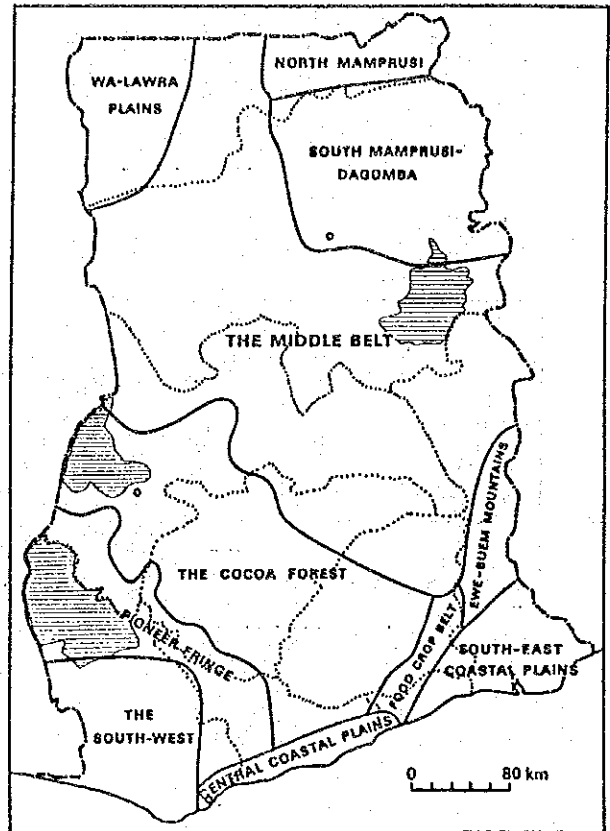 NORTH MAMPRUSI
WA-LAWRA
PLAINS
SOUTH MAMPRUSI-
DAGOMBA
THE MIDDLE BELT
EWE-BUEM MOUNTAINS
THE COCOA FOREST
PIONEER FRINGE
FOOD CROP BELT
SOUTH-EAST
COASTAL PLAINS
THE
SOUTH-WEST
CENTRAL COASTAL PLAINS
0 80 km